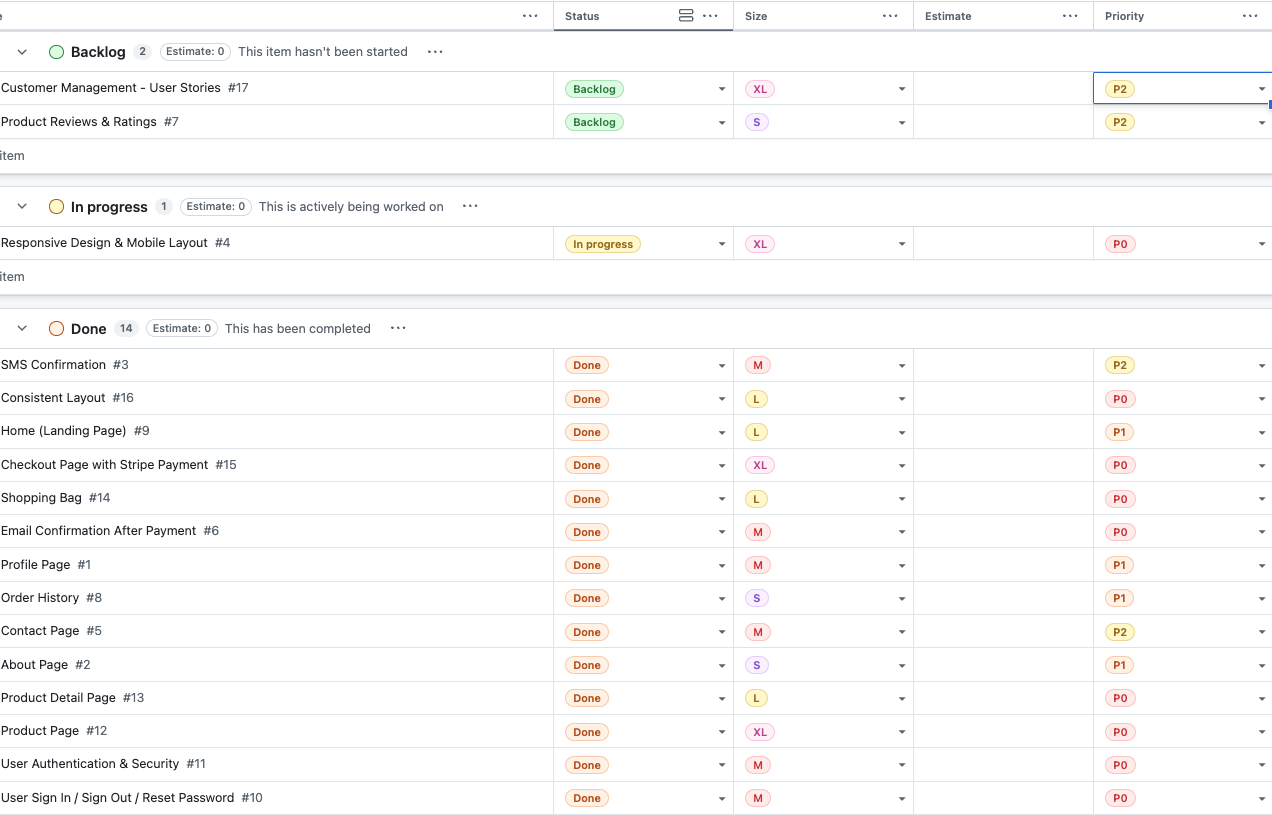 e ... Status ... Size ... Estimate ... Priority ...
Backlog 2 Estimate: 0 This item hasn't been started ...
Customer Management - User Stories #17 Backlog XL P2
Product Reviews & Ratings #7 Backlog S P2
item
In progress 1 Estimate: 0 This is actively being worked on ...
Responsive Design & Mobile Layout #4 In progress XL P0
item
Done 14 Estimate: 0 This has been completed ...
SMS Confirmation #3 Done M P2
Consistent Layout #16 Done L P0
Home (Landing Page) #9 Done L P1
Checkout Page with Stripe Payment #15 Done XL P0
Shopping Bag #14 Done L P0
Email Confirmation After Payment #6 Done M P0
Profile Page #1 Done M P1
Order History #8 Done S P1
Contact Page #5 Done M P2
About Page #2 Done S P1
Product Detail Page #13 Done L P0
Product Page #12 Done XL P0
User Authentication & Security #11 Done M P0
User Sign In / Sign Out / Reset Password #10 Done M P0